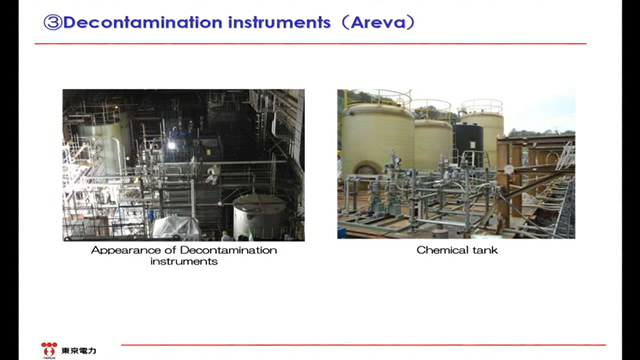 ③Decontamination instruments（Areva）
Appearance of Decontamination
instruments
Chemical tank
東京電力